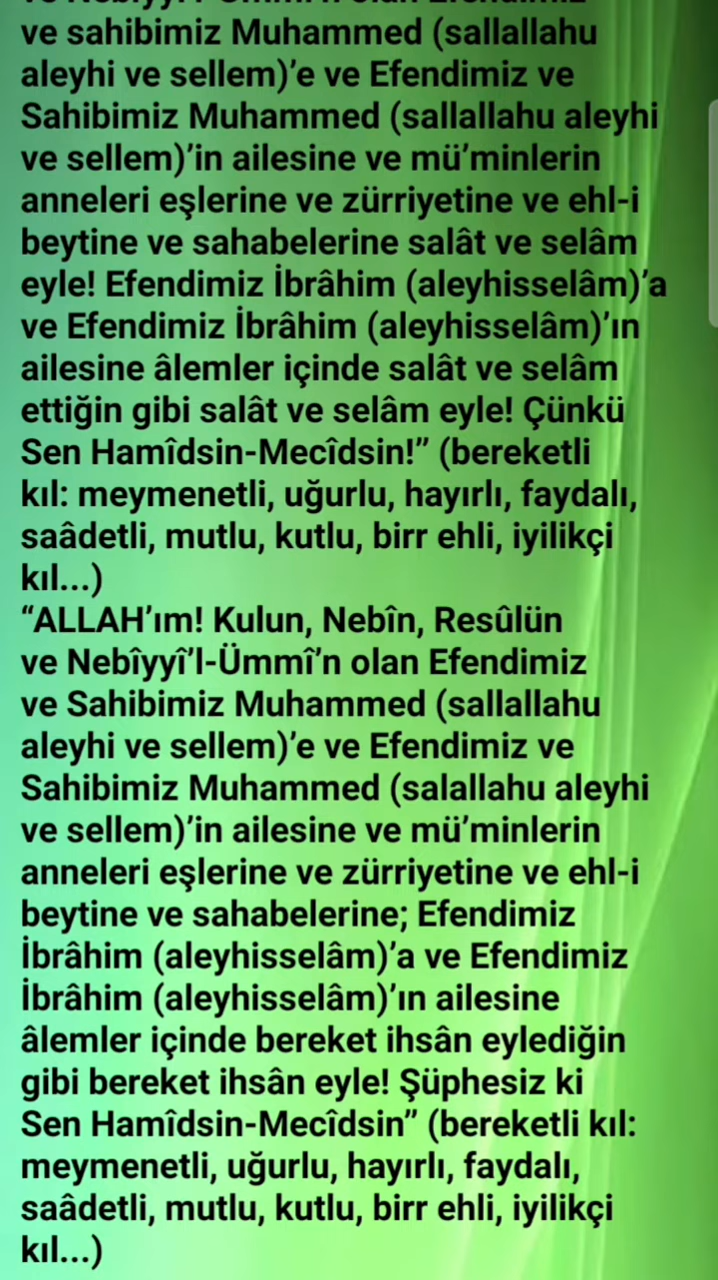 ve sahibimiz Muhammed (sallallahu
aleyhi ve sellem)’e ve Efendimiz ve
Sahibimiz Muhammed (sallallahu aleyhi
ve sellem)’in ailesine ve mü’minlerin
anneleri eşlerine ve zürriyetine ve ehl-i
beytine ve sahabelerine salât ve selâm
eyle! Efendimiz İbrâhim (aleyhisselâm)’a
ve Efendimiz İbrâhim (aleyhisselâm)’ın
ailesine âlemler içinde salât ve selâm
ettiğin gibi salât ve selâm eyle! Çünkü
Sen Hamîdsin-Mecîdsin!” (bereketli
kıl: meymenetli, uğurlu, hayırlı, faydalı,
saâdetli, mutlu, kutlu, birr ehli, iyilikçi
kıl...)
“ALLAH’ım! Kulun, Nebîn, Resûlün
ve Nebîyyî’l-Ümmî’n olan Efendimiz
ve Sahibimiz Muhammed (sallallahu
aleyhi ve sellem)’e ve Efendimiz ve
Sahibimiz Muhammed (salallahu aleyhi
ve sellem)’in ailesine ve mü’minlerin
anneleri eşlerine ve zürriyetine ve ehl-i
beytine ve sahabelerine; Efendimiz
İbrâhim (aleyhisselâm)’a ve Efendimiz
İbrâhim (aleyhisselâm)’ın ailesine
âlemler içinde bereket ihsân eylediğin
gibi bereket ihsân eyle! Şüphesiz ki
Sen Hamîdsin-Mecîdsin” (bereketli kıl:
meymenetli, uğurlu, hayırlı, faydalı,
saâdetli, mutlu, kutlu, birr ehli, iyilikçi
kıl...)